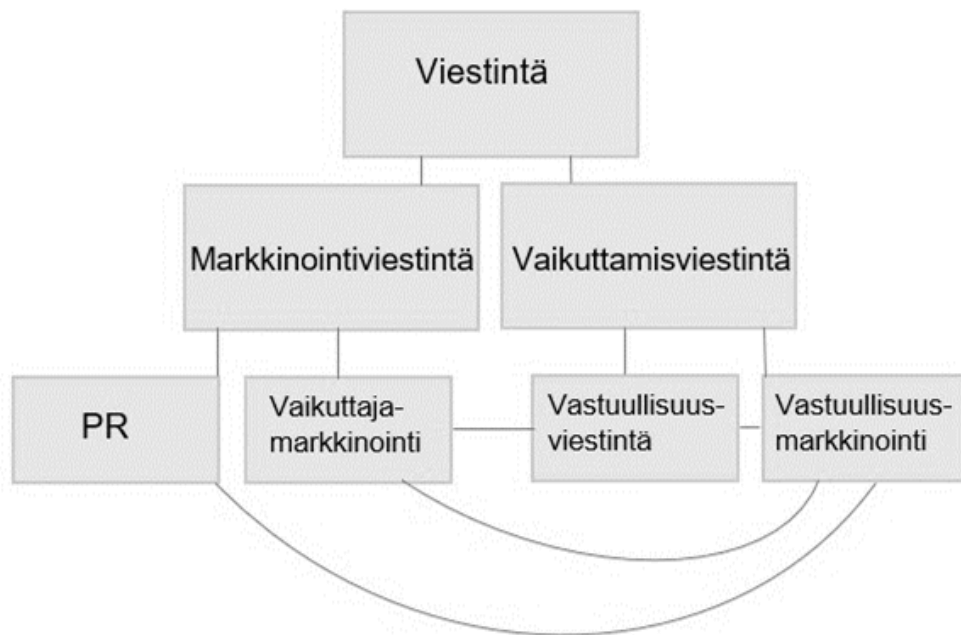 Viestintä
Markkinointiviestintä
Vaikuttamisviestintä
PR
Vaikuttaja-
markkinointi
Vastuullisuus-
viestintä
Vastuullisuus-
markkinointi